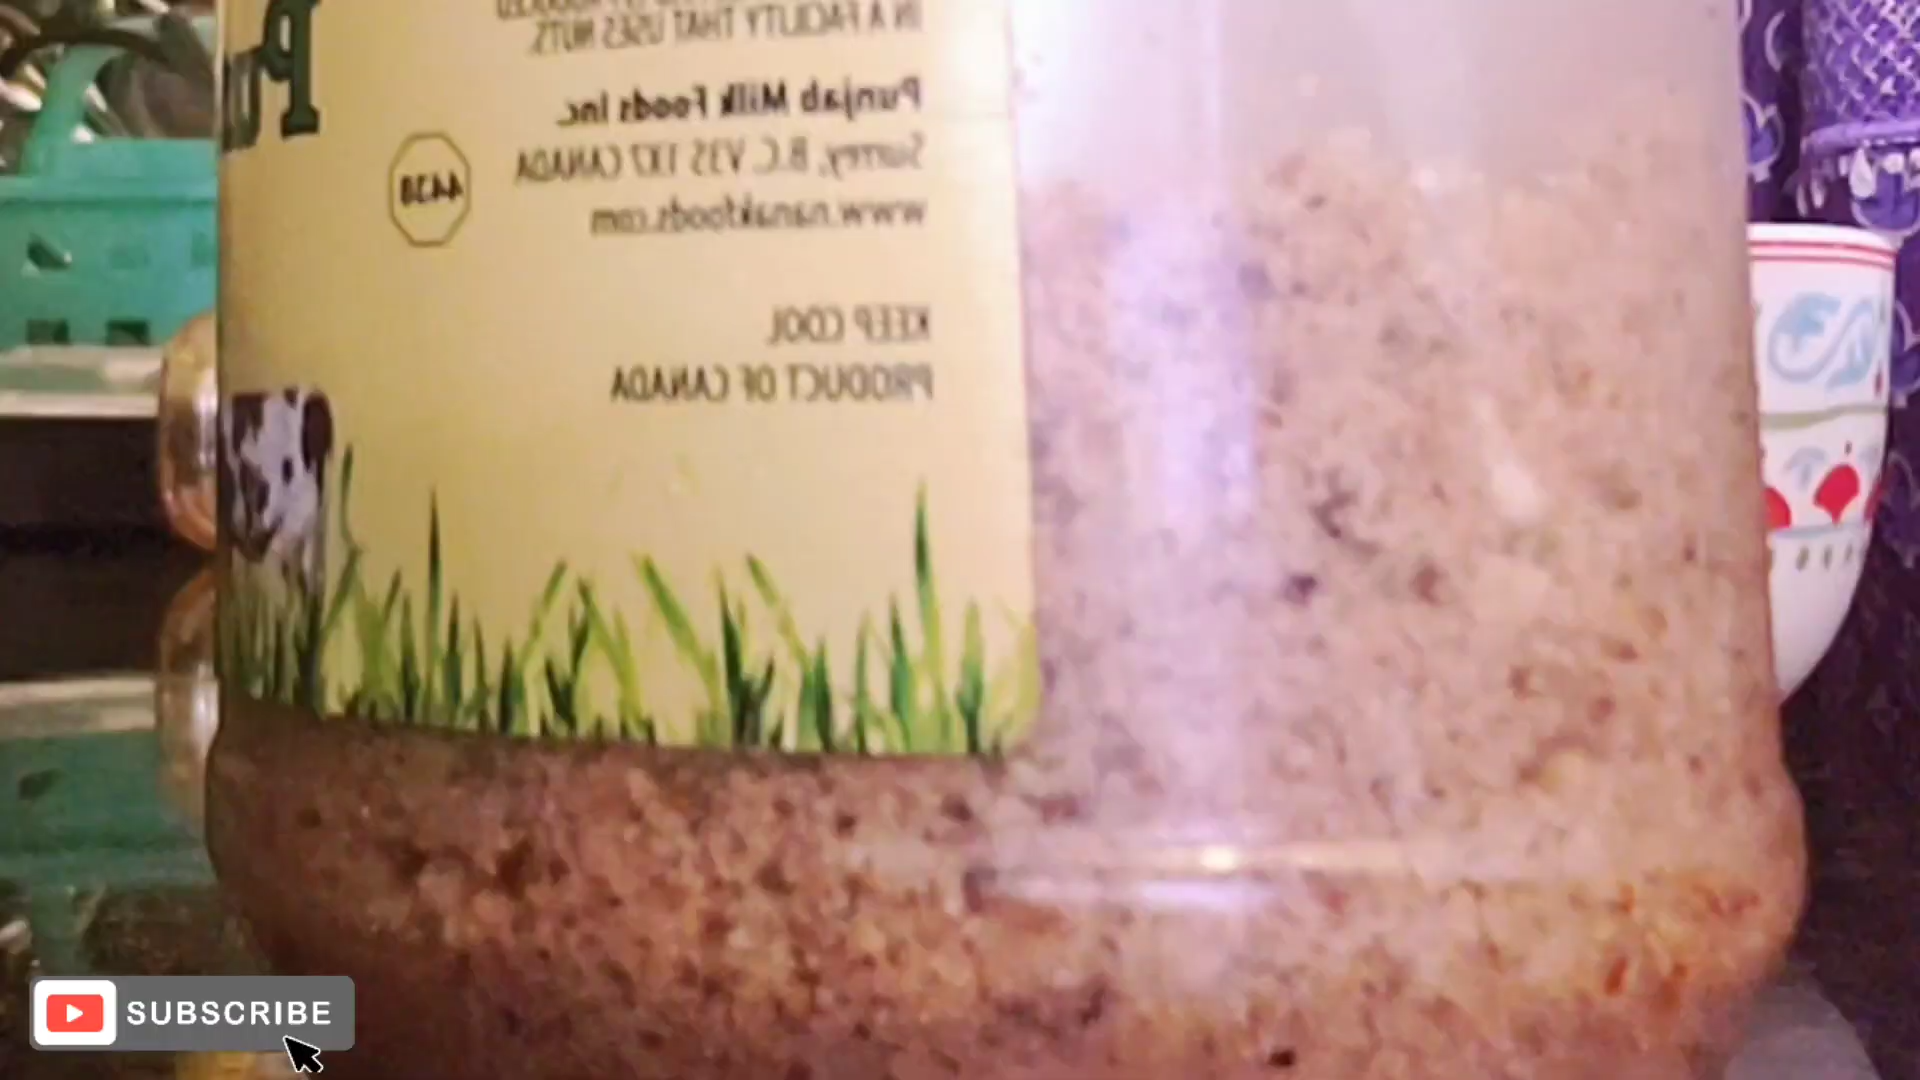 IN A FACILITY THAT USES NUTS.
Punjab Milk Foods Inc.
Surrey, B.C. V3S 1X7 CANADA
www.nanakfoods.com
KEEP COOL
PRODUCT OF CANADA
SUBSCRIBE